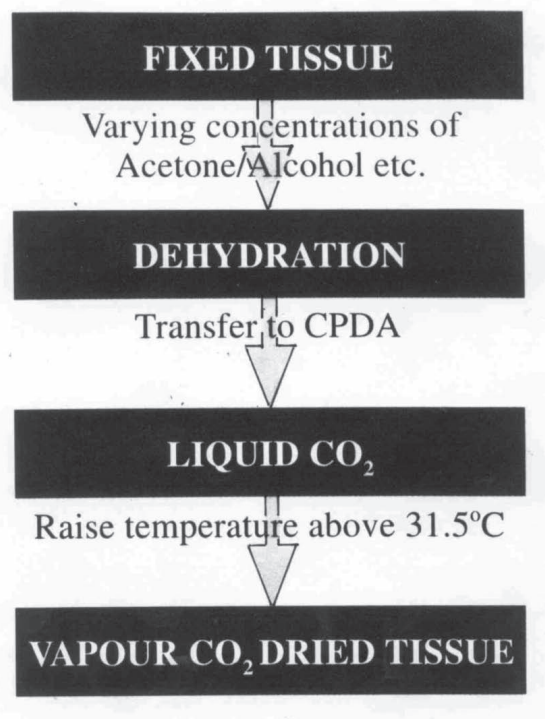 FIXED TISSUE
Varying concentrations of
Acetone/Alcohol etc.
DEHYDRATION
Transfer to CPDA
LIQUID CO₂
Raise temperature above 31.5ºC
VAPOUR CO₂ DRIED TISSUE